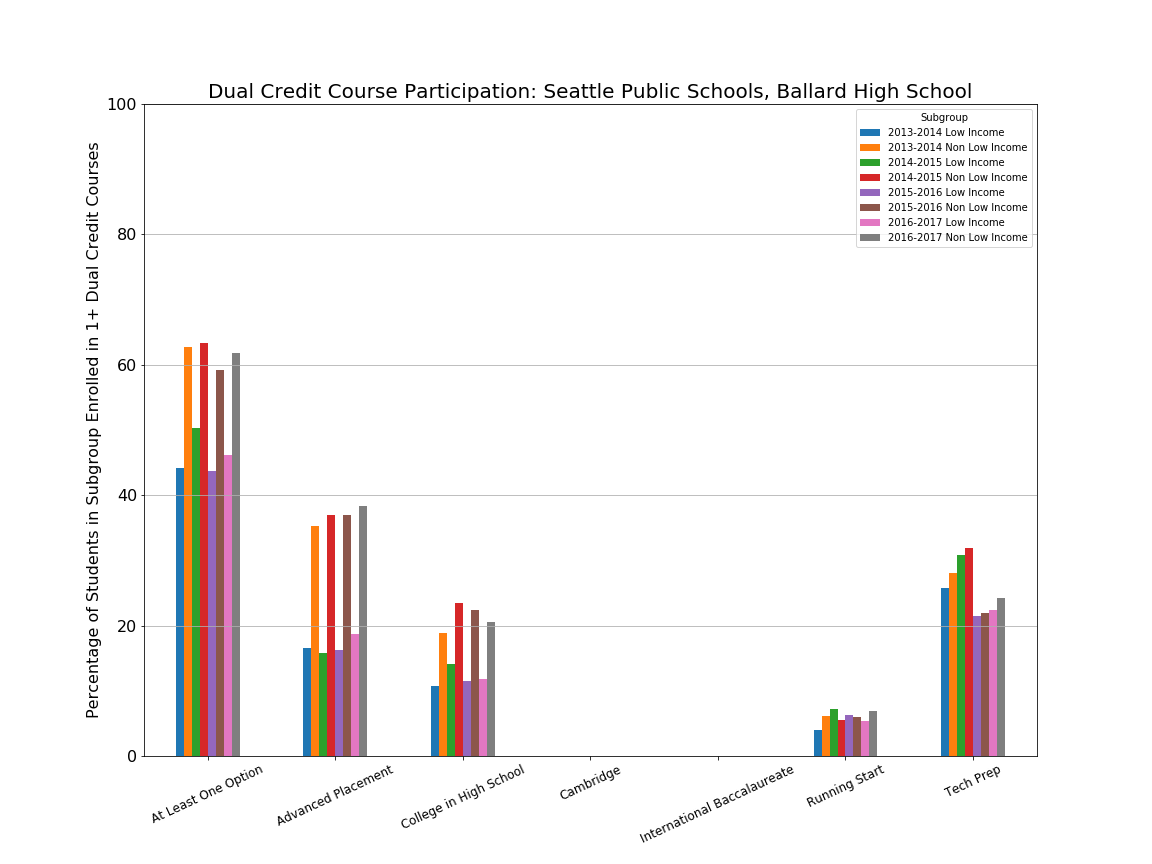 Dual Credit Course Participation: Seattle Public Schools, Ballard High School
Percentage of Students in Subgroup Enrolled in 1+ Dual Credit Courses
100
80
60
40
20
0
Subgroup
2013-2014 Low Income
2013-2014 Non Low Income
2014-2015 Low Income
2014-2015 Non Low Income
2015-2016 Low Income
2015-2016 Non Low Income
2016-2017 Low Income
2016-2017 Non Low Income
At Least One Option
Advanced Placement
College in High School
Cambridge
International Baccalaureate
Running Start
Tech Prep